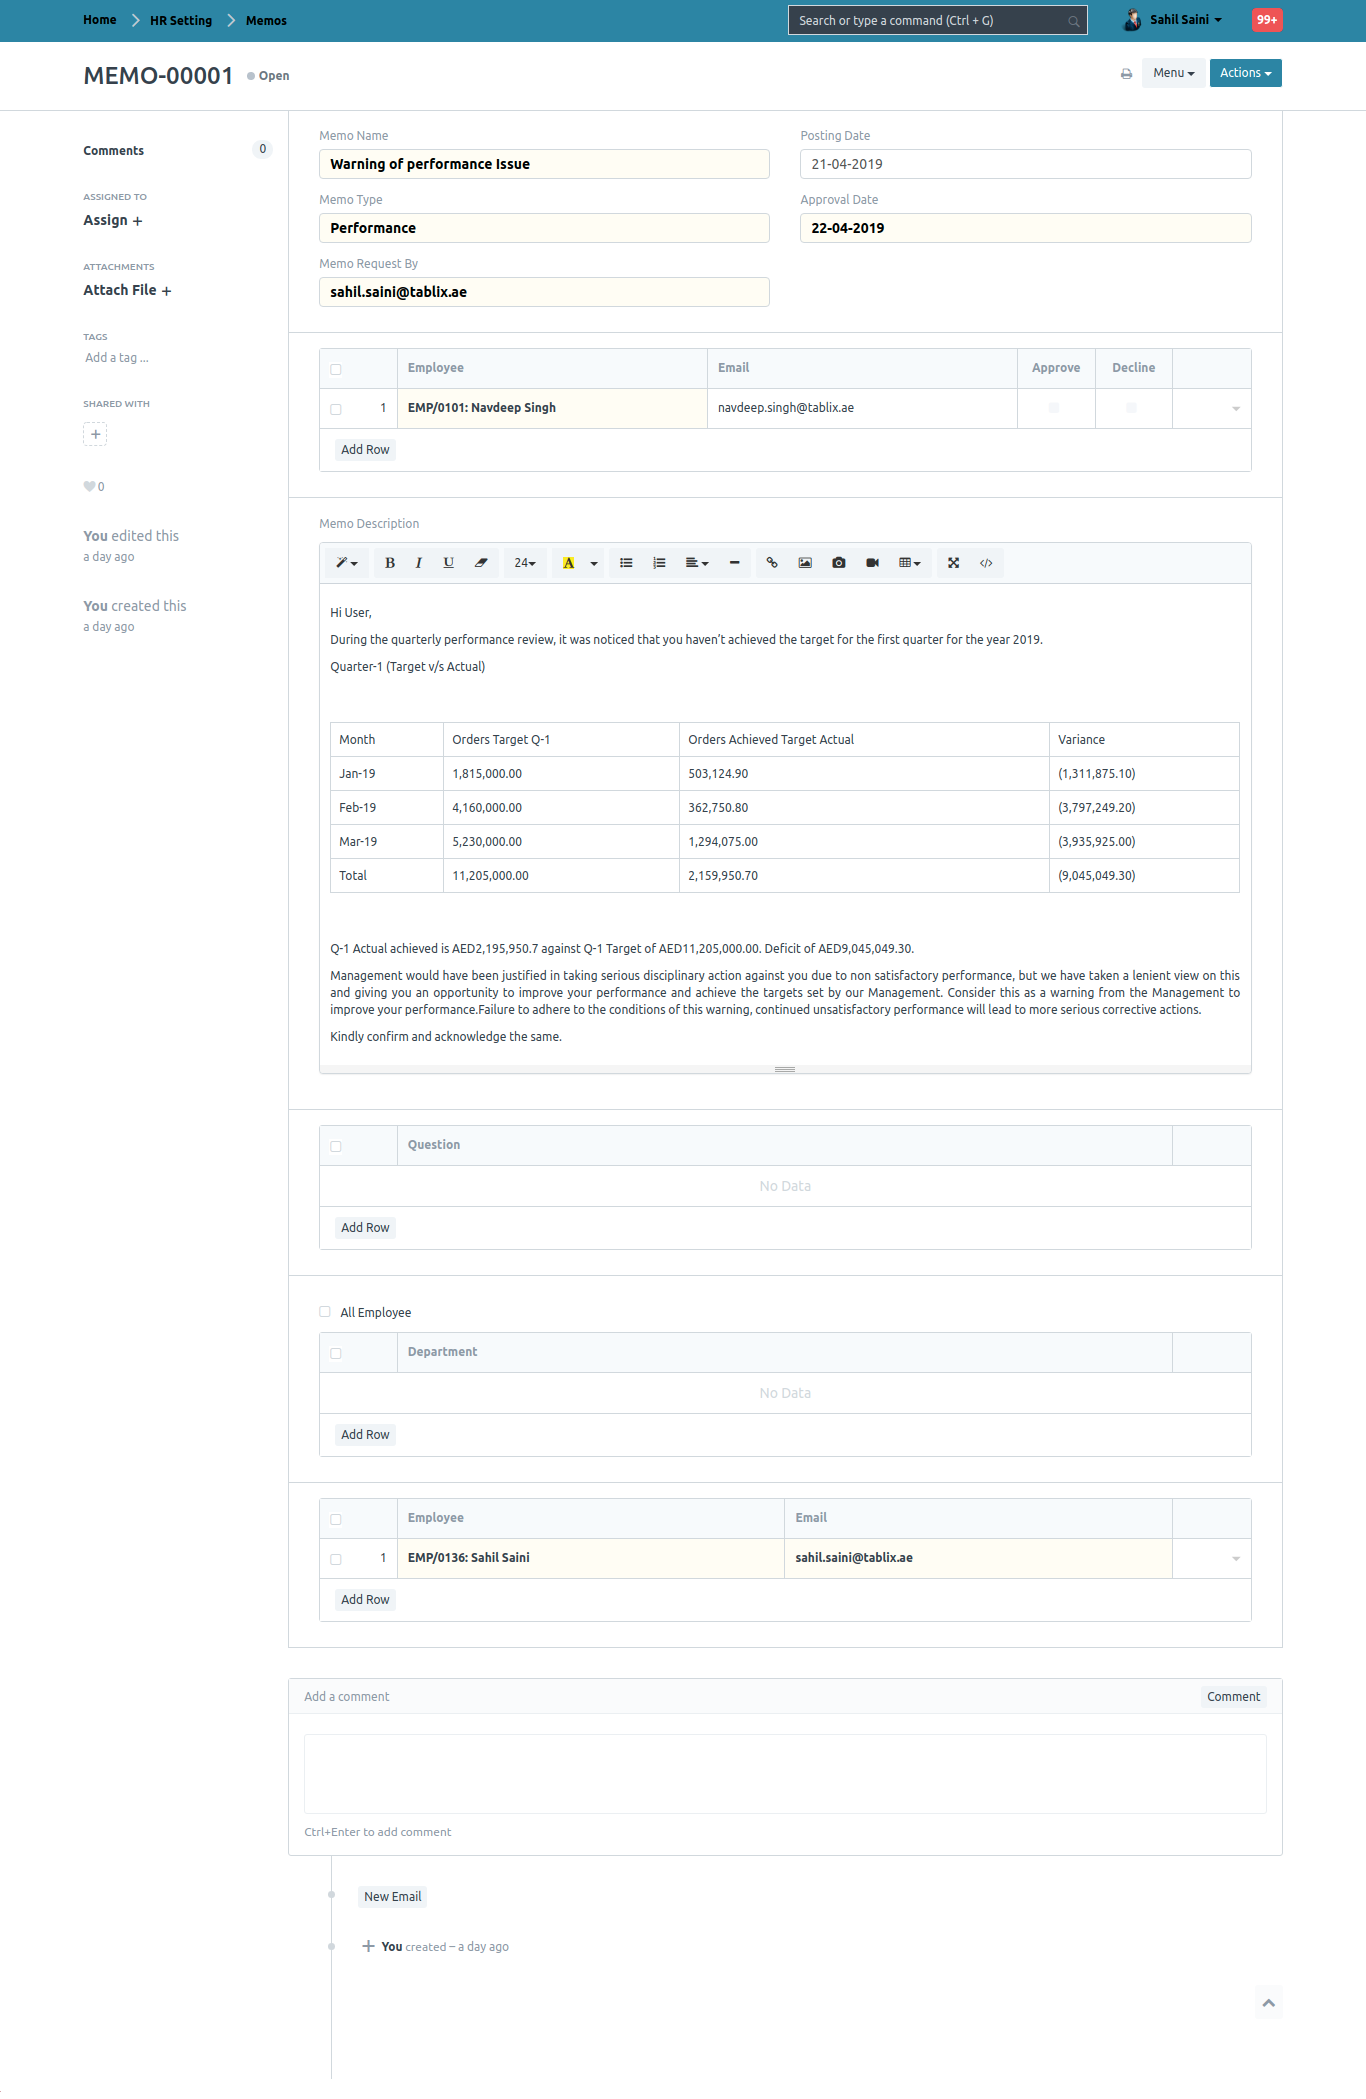 Home HR Setting Memos Search or type a command (Ctrl + G) Sahil Saini 99+
MEMO-00001 Open Menu Actions
Comments 0
ASSIGNED TO
Assign +
ATTACHMENTS
Attach File +
TAGS
Add a tag ...
SHARED WITH
+
0
You edited this
a day ago
You created this
a day ago
Memo Name
Warning of performance Issue
Posting Date
21-04-2019
Memo Type
Performance
Approval Date
22-04-2019
Memo Request By
sahil.saini@tablix.ae
Employee Email Approve Decline
1 EMP/0101: Navdeep Singh navdeep.singh@tablix.ae
Add Row
Memo Description
B I U 24 A </>
Hi User,
During the quarterly performance review, it was noticed that you haven’t achieved the target for the first quarter for the year 2019.
Quarter-1 (Target v/s Actual)
Month Orders Target Q-1 Orders Achieved Target Actual Variance
Jan-19 1,815,000.00 503,124.90 (1,311,875.10)
Feb-19 4,160,000.00 362,750.80 (3,797,249.20)
Mar-19 5,230,000.00 1,294,075.00 (3,935,925.00)
Total 11,205,000.00 2,159,950.70 (9,045,049.30)
Q-1 Actual achieved is AED2,195,950.7 against Q-1 Target of AED11,205,000.00. Deficit of AED9,045,049.30.
Management would have been justified in taking serious disciplinary action against you due to non satisfactory performance, but we have taken a lenient view on this
and giving you an opportunity to improve your performance and achieve the targets set by our Management. Consider this as a warning from the Management to
improve your performance.Failure to adhere to the conditions of this warning, continued unsatisfactory performance will lead to more serious corrective actions.
Kindly confirm and acknowledge the same.
Question
No Data
Add Row
All Employee
Department
No Data
Add Row
Employee Email
1 EMP/0136: Sahil Saini sahil.saini@tablix.ae
Add Row
Add a comment Comment
Ctrl+Enter to add comment
New Email
+ You created – a day ago